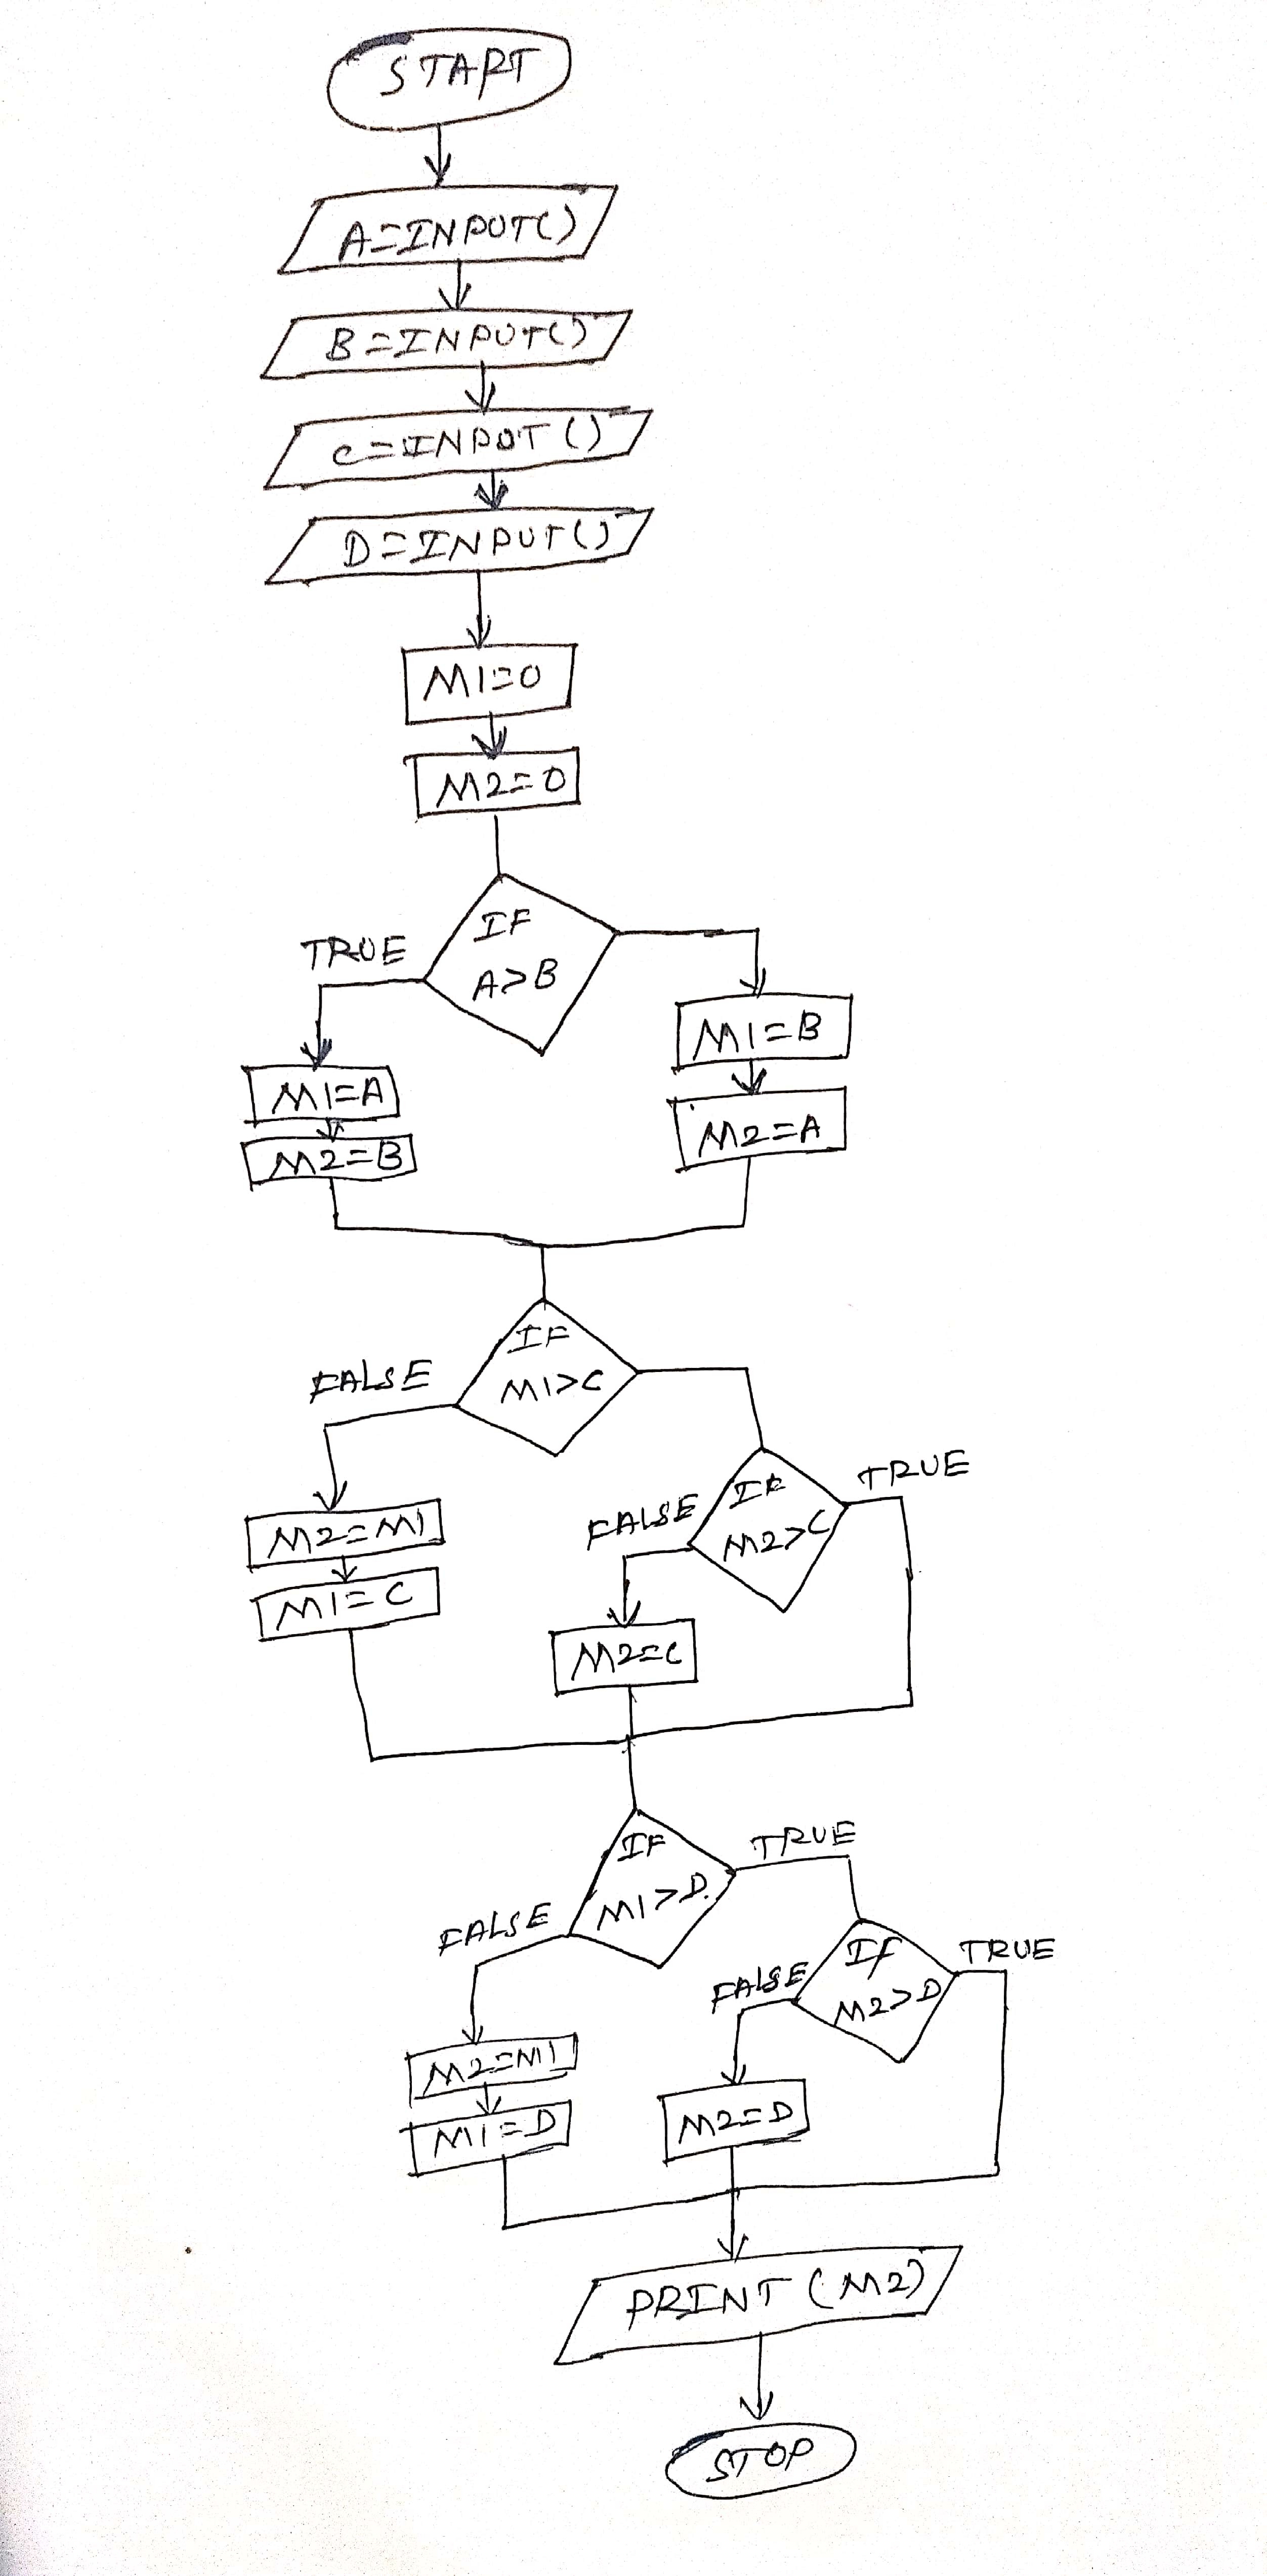 START
A=INPUT()
B=INPUT()
C=INPUT()
D=INPUT()
M1=0
M2=0
IF
A>B
TRUE
M1=A
M2=B
M1=B
M2=A
IF
M1>C
FALSE
M2=M1
M1=C
IF
M2>C
TRUE
FALSE
M2=C
IF
M1>D
TRUE
FALSE
M2=M1
M1=D
IF
M2>D
TRUE
FALSE
M2=D
PRINT(M2)
STOP